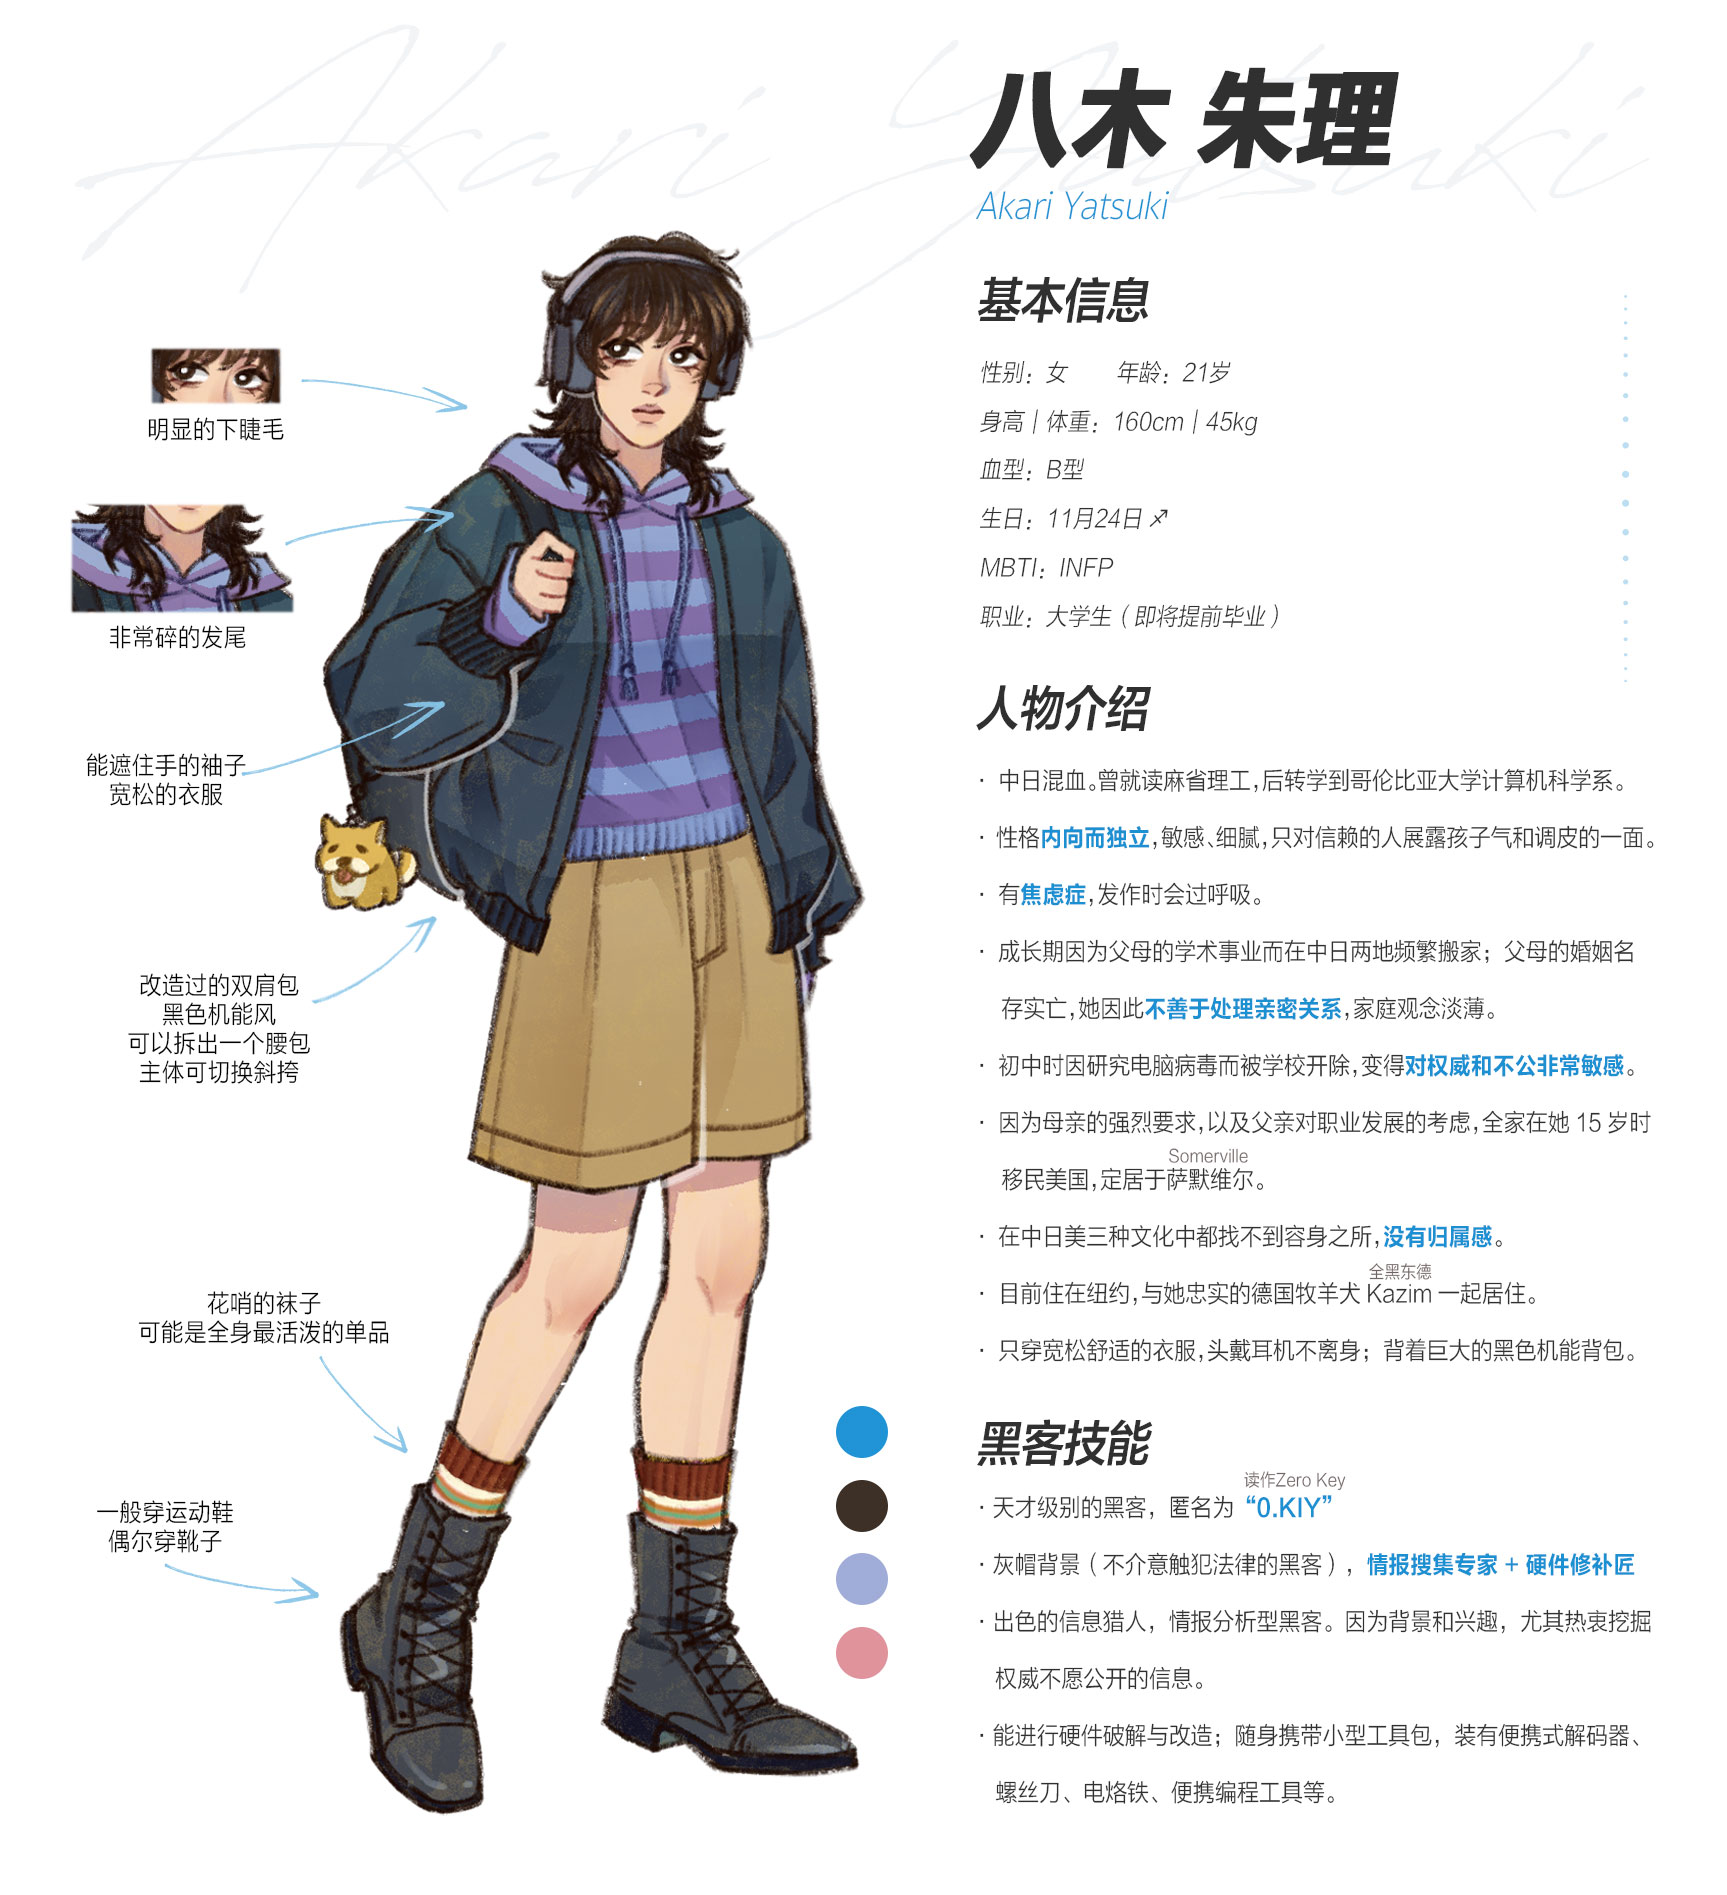 Akari Yatsuki
八木 朱理
Akari Yatsuki
基本信息
性别：女 年龄：21岁
身高｜体重：160cm｜45kg
血型：B型
生日：11月24日♐
MBTI：INFP
职业：大学生（即将提前毕业）
人物介绍
· 中日混血。曾就读麻省理工，后转学到哥伦比亚大学计算机科学系。
· 性格内向而独立，敏感、细腻，只对信赖的人展露孩子气和调皮的一面。
· 有焦虑症，发作时会过呼吸。
· 成长期因为父母的学术事业而在中日两地频繁搬家；父母的婚姻名
存实亡，她因此不善于处理亲密关系，家庭观念淡薄。
· 初中时因研究电脑病毒而被学校开除，变得对权威和不公非常敏感。
· 因为母亲的强烈要求，以及父亲对职业发展的考虑，全家在她 15 岁时
Somerville
移民美国，定居于萨默维尔。
· 在中日美三种文化中都找不到容身之所，没有归属感。
全黑东德
· 目前住在纽约，与她忠实的德国牧羊犬 Kazim 一起居住。
· 只穿宽松舒适的衣服，头戴耳机不离身；背着巨大的黑色机能背包。
黑客技能
读作Zero Key
· 天才级别的黑客，匿名为 “0.KIY”
· 灰帽背景（不介意触犯法律的黑客），情报搜集专家 + 硬件修补匠
· 出色的信息猎人，情报分析型黑客。因为背景和兴趣，尤其热衷挖掘
权威不愿公开的信息。
· 能进行硬件破解与改造；随身携带小型工具包，装有便携式解码器、
螺丝刀、电烙铁、便携编程工具等。
明显的下睫毛
非常碎的发尾
能遮住手的袖子
宽松的衣服
改造过的双肩包
黑色机能风
可以拆出一个腰包
主体可切换斜挎
花哨的袜子
可能是全身最活泼的单品
一般穿运动鞋
偶尔穿靴子